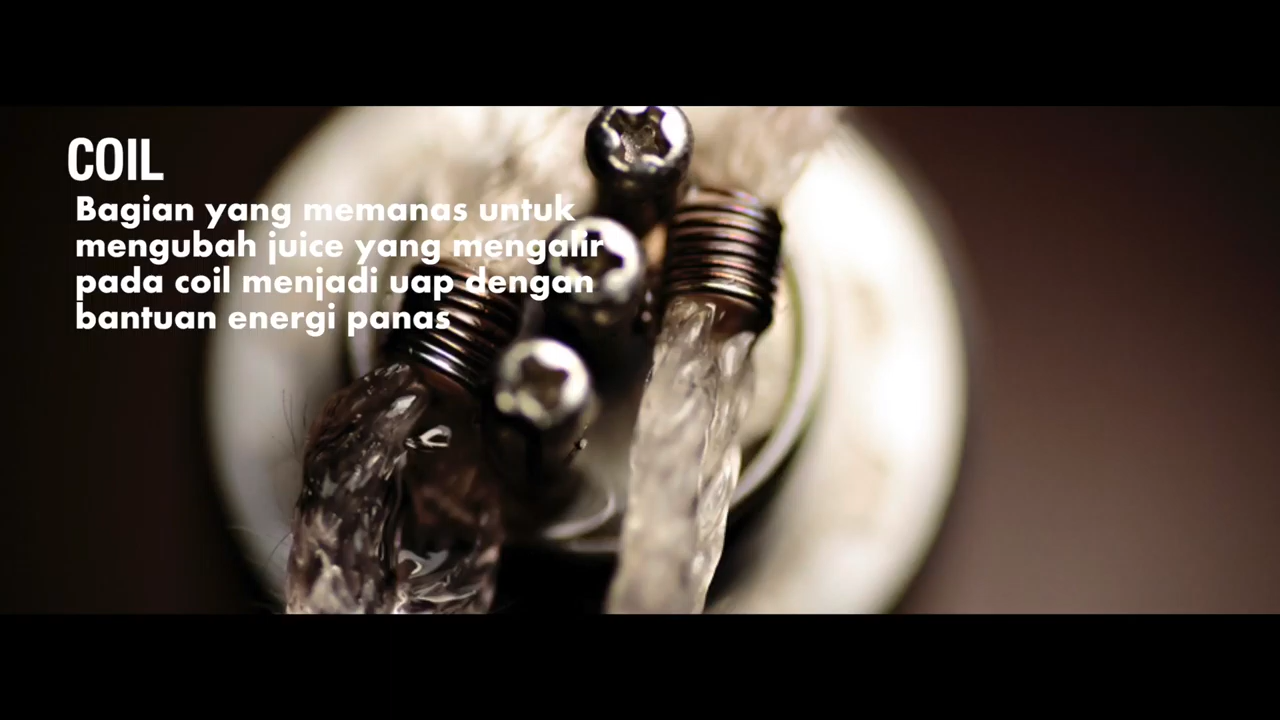 COIL
Bagian yang memanas untuk
mengubah juice yang mengalir
pada coil menjadi uap dengan
bantuan energi panas